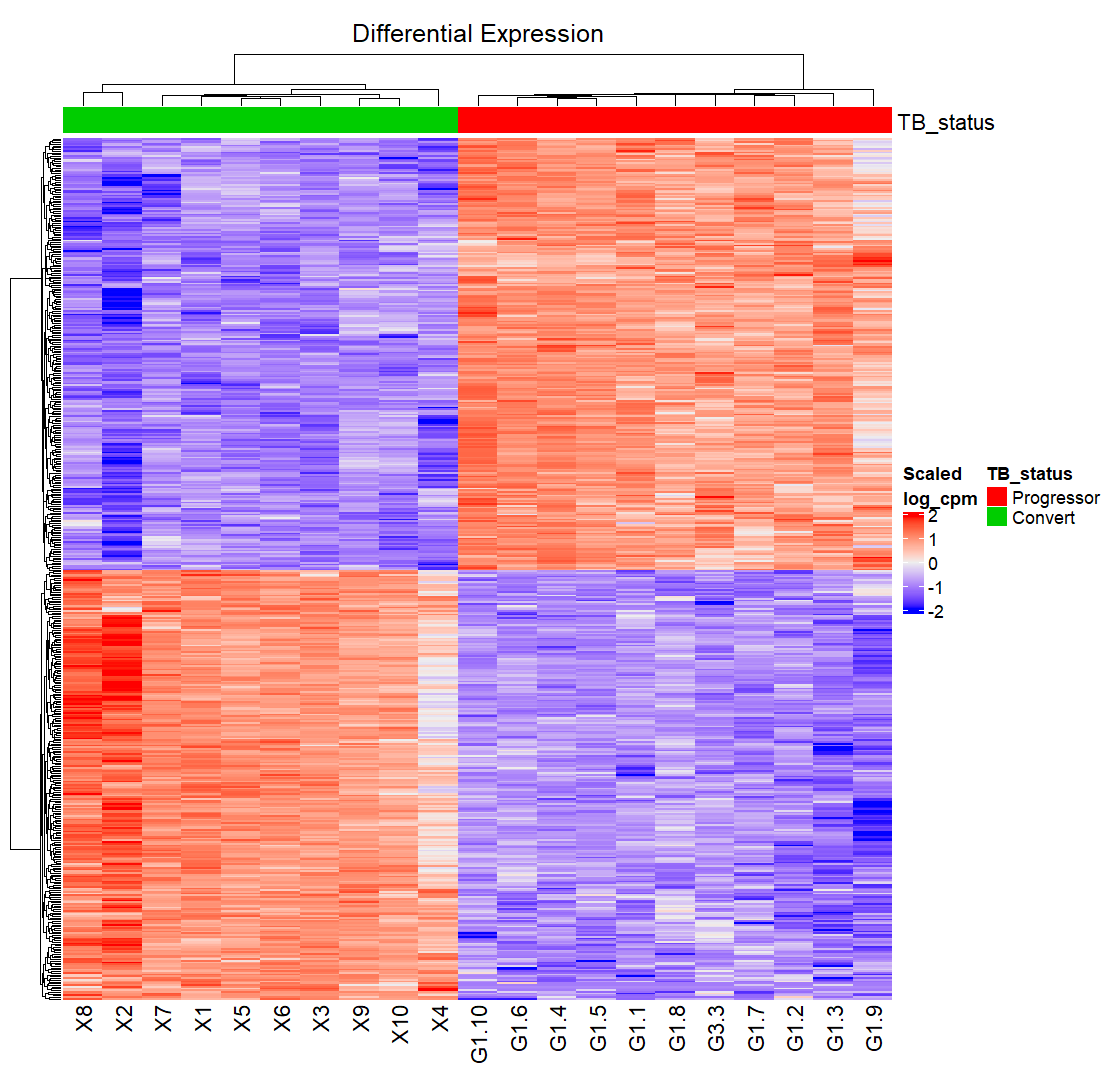 Differential Expression
TB_status
Scaled
log_cpm
2
1
0
-1
-2
TB_status
Progressor
Convert
X8 X2 X7 X1 X5 X6 X3 X9 X10 X4 G1.10 G1.6 G1.4 G1.5 G1.1 G1.8 G3.3 G1.7 G1.2 G1.3 G1.9